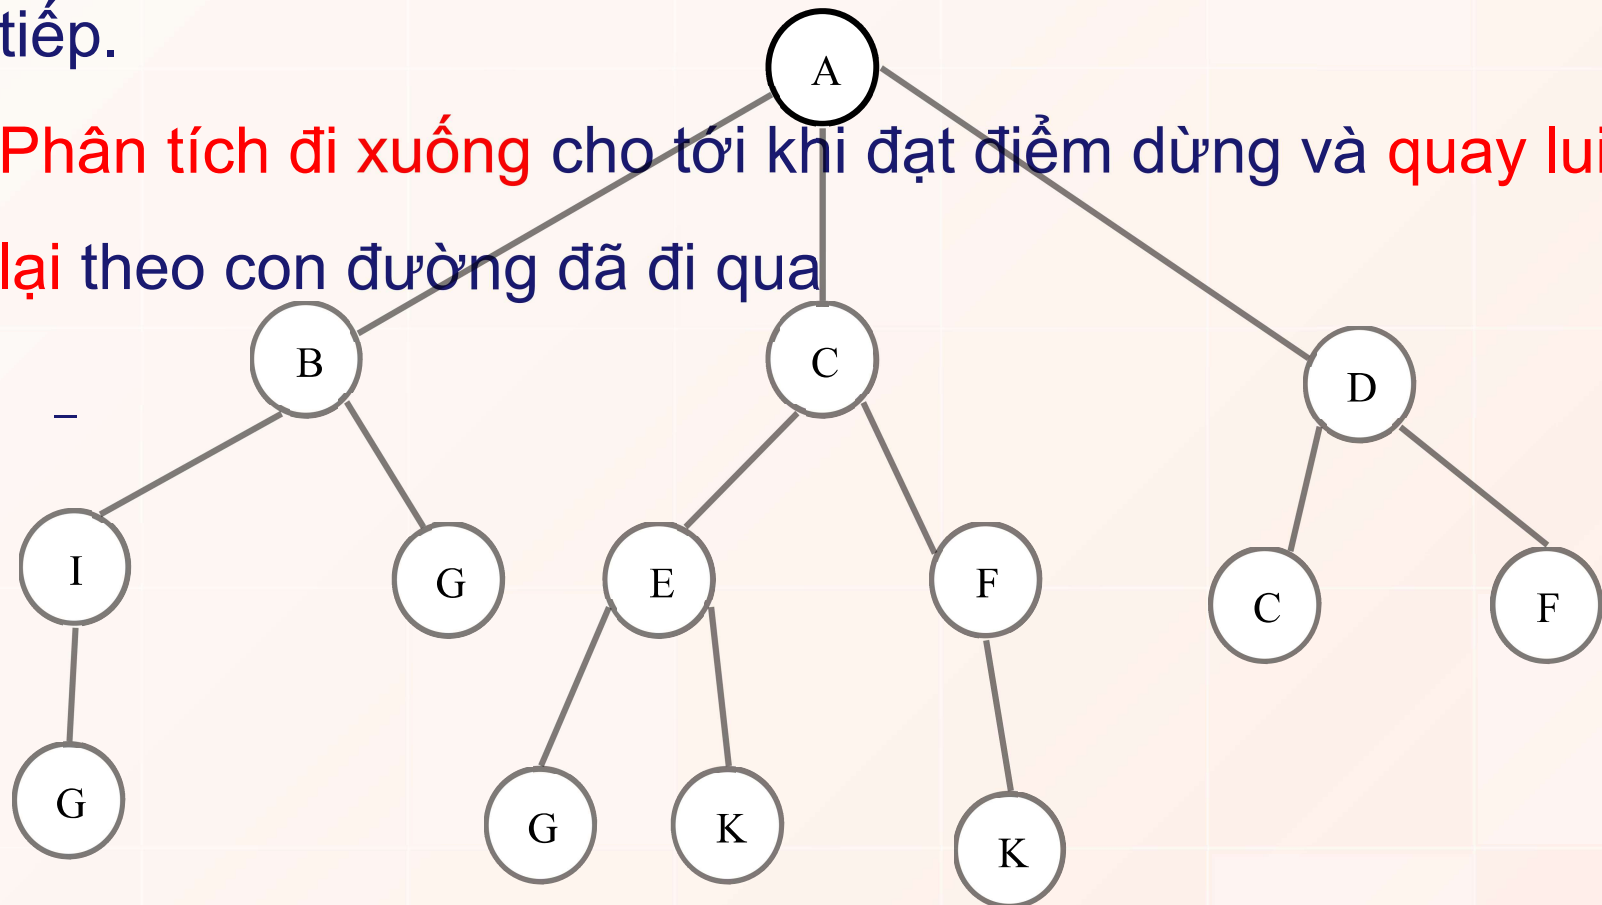 tiếp.
A
Phân tích đi xuống cho tới khi đạt điểm dừng và quay lui
lại theo con đường đã đi qua
B C D
–
I G E F C F
G G K K